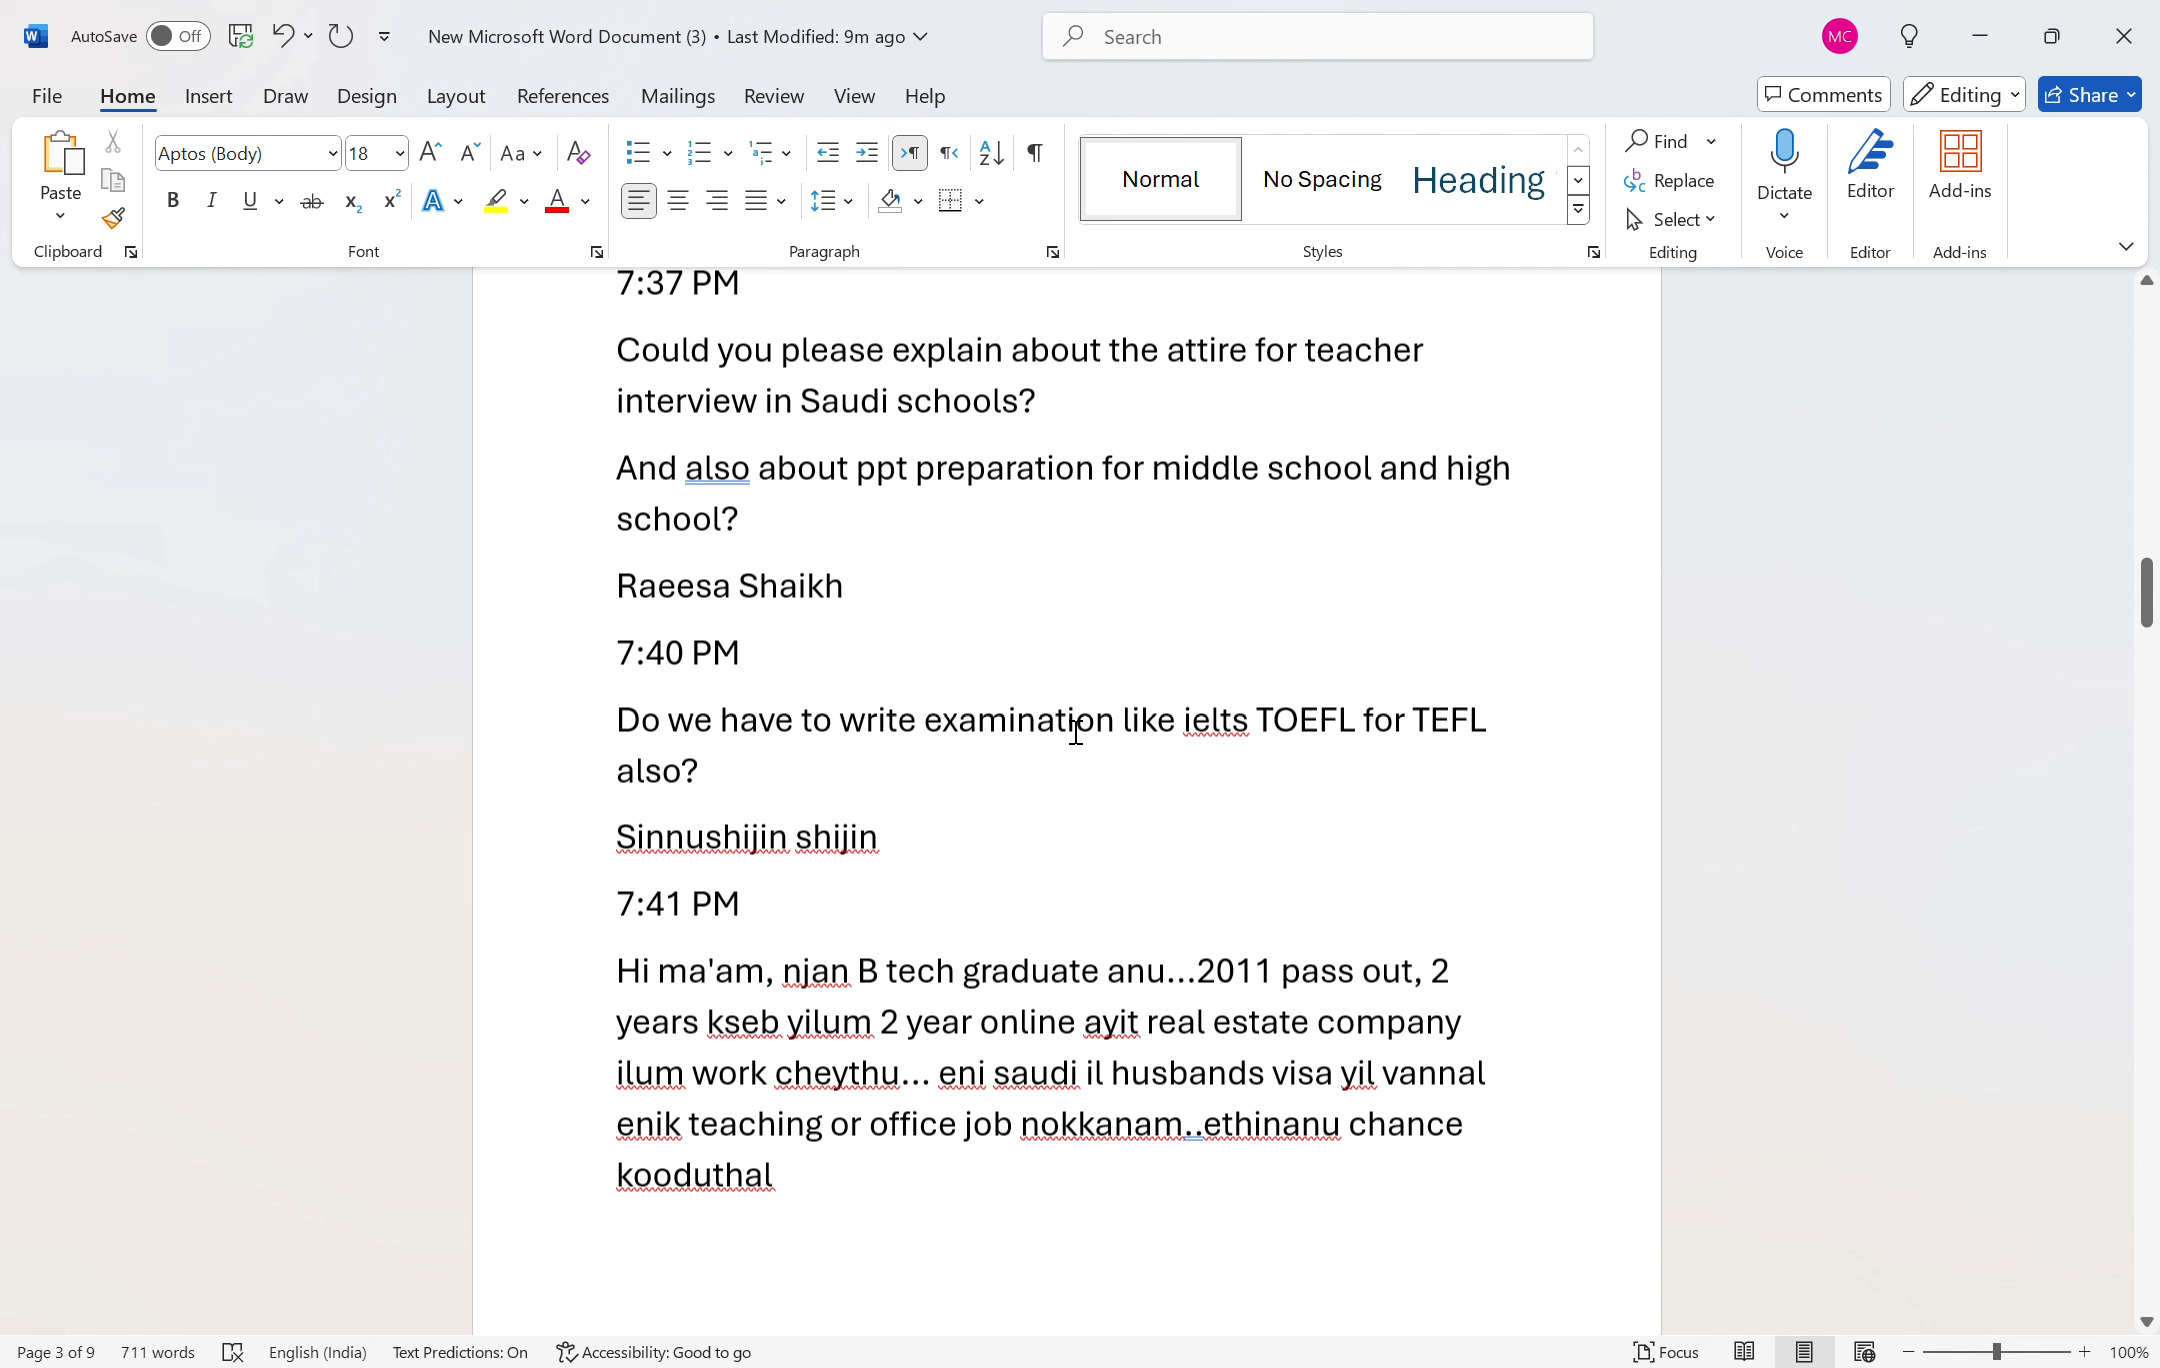 AutoSave Off New Microsoft Word Document (3) • Last Modified: 9m ago Search MC
File Home Insert Draw Design Layout References Mailings Review View Help Comments Editing Share
Paste Aptos (Body) 18 Normal No Spacing Heading Find Replace Select Dictate Editor Add-ins
Clipboard Font Paragraph Styles Editing Voice Editor Add-ins
7:37 PM
Could you please explain about the attire for teacher
interview in Saudi schools?
And also about ppt preparation for middle school and high
school?
Raeesa Shaikh
7:40 PM
Do we have to write examination like ielts TOEFL for TEFL
also?
Sinnushijin shijin
7:41 PM
Hi ma'am, njan B tech graduate anu...2011 pass out, 2
years kseb yilum 2 year online ayit real estate company
ilum work cheythu... eni saudi il husbands visa yil vannal
enik teaching or office job nokkanam..ethinanu chance
kooduthal
Page 3 of 9 711 words English (India) Text Predictions: On Accessibility: Good to go Focus 100%